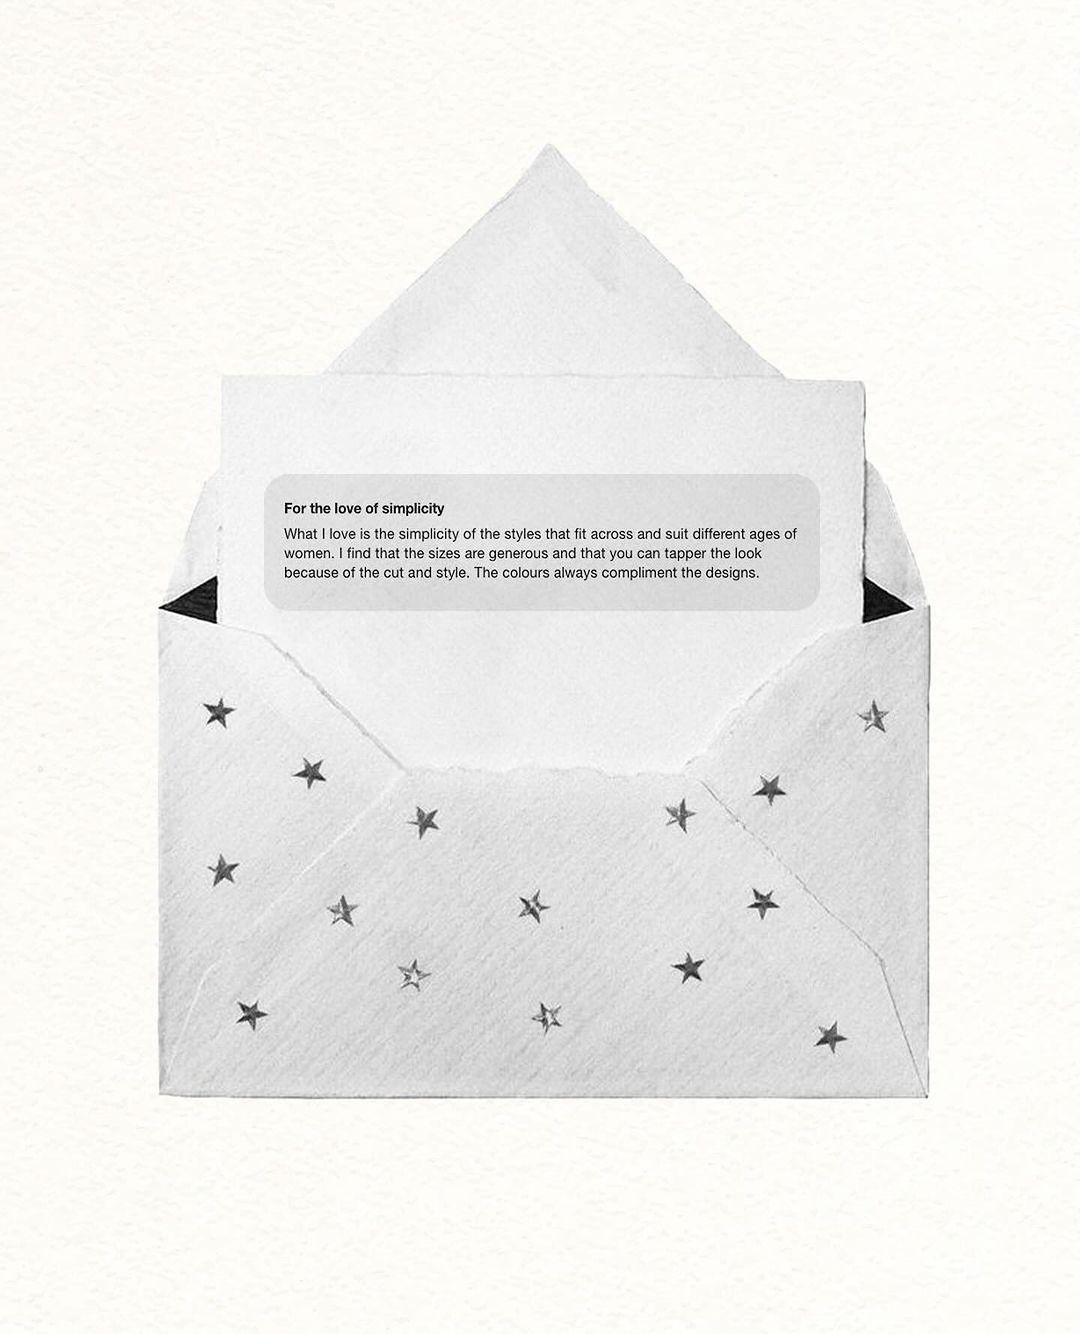 For the love of simplicity
What I love is the simplicity of the styles that fit across and suit different ages of
women. I find that the sizes are generous and that you can tapper the look
because of the cut and style. The colours always compliment the designs.